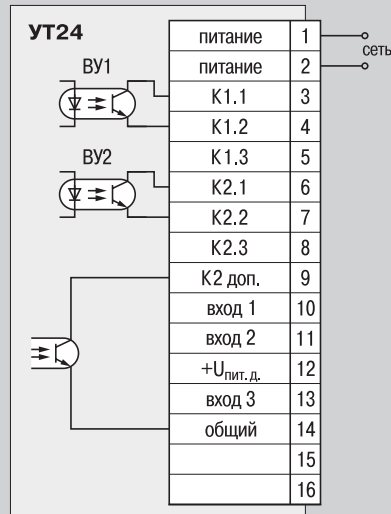 УТ24
ВУ1
ВУ2
питание 1
питание 2
сеть
К1.1 3
К1.2 4
К1.3 5
К2.1 6
К2.2 7
К2.3 8
К2 доп. 9
вход 1 10
вход 2 11
+Uпит. д. 12
вход 3 13
общий 14
15
16